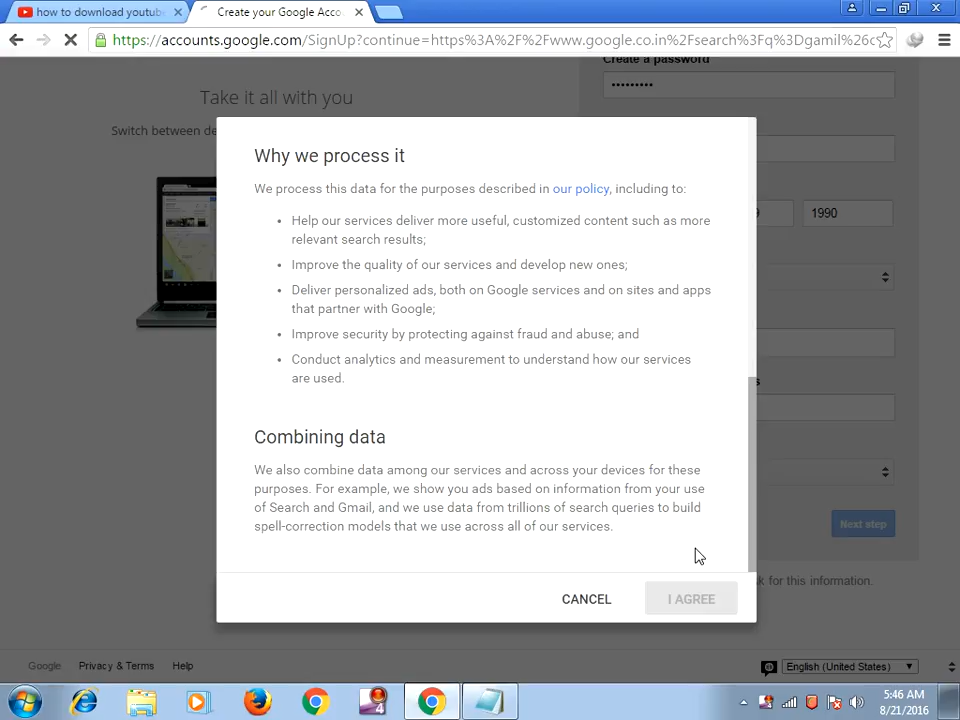 how to download youtube
Create your Google Acco
https://accounts.google.com/SignUp?continue=https%3A%2F%2Fwww.google.co.in%2Fsearch%3Fq%3Dgamil%26c
Create a password
•••••••••
Take it all with you
Switch between de
Why we process it
We process this data for the purposes described in our policy, including to:
1990
• Help our services deliver more useful, customized content such as more
relevant search results;
• Improve the quality of our services and develop new ones;
• Deliver personalized ads, both on Google services and on sites and apps
that partner with Google;
• Improve security by protecting against fraud and abuse; and
• Conduct analytics and measurement to understand how our services
are used.
Combining data
We also combine data among our services and across your devices for these
purposes. For example, we show you ads based on information from your use
of Search and Gmail, and we use data from trillions of search queries to build
spell-correction models that we use across all of our services.
Next step
k for this information.
CANCEL
I AGREE
Google
Privacy & Terms
Help
English (United States)
4
5:46 AM
8/21/2016